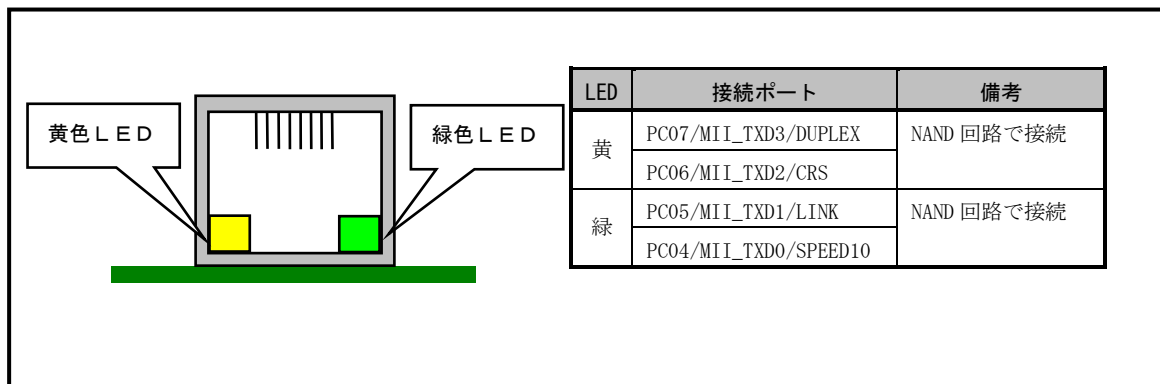 黄色ＬＥＤ
緑色ＬＥＤ
LED 接続ポート 備考
黄 PC07/MII_TXD3/DUPLEX NAND 回路で接続
PC06/MII_TXD2/CRS
緑 PC05/MII_TXD1/LINK NAND 回路で接続
PC04/MII_TXD0/SPEED10